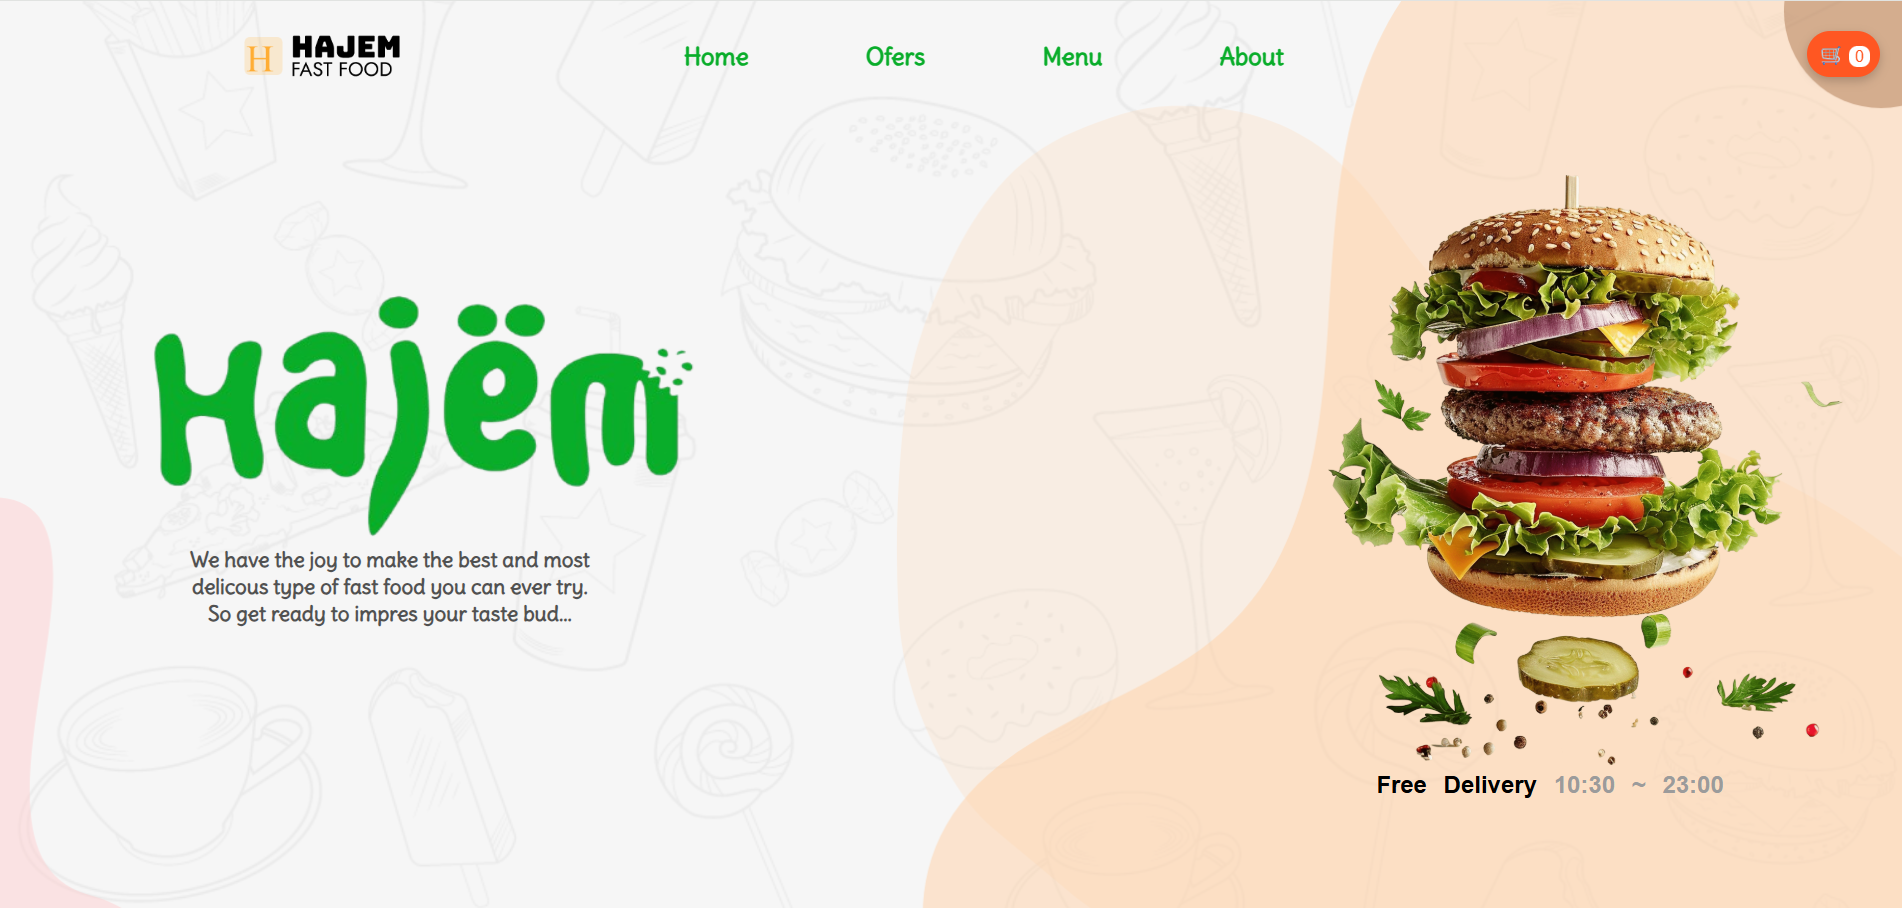 H
HAJEM
FAST FOOD
Home
Ofers
Menu
About
0
Hajëm
We have the joy to make the best and most
delicous type of fast food you can ever try.
So get ready to impres your taste bud...
Free Delivery 10:30 ~ 23:00